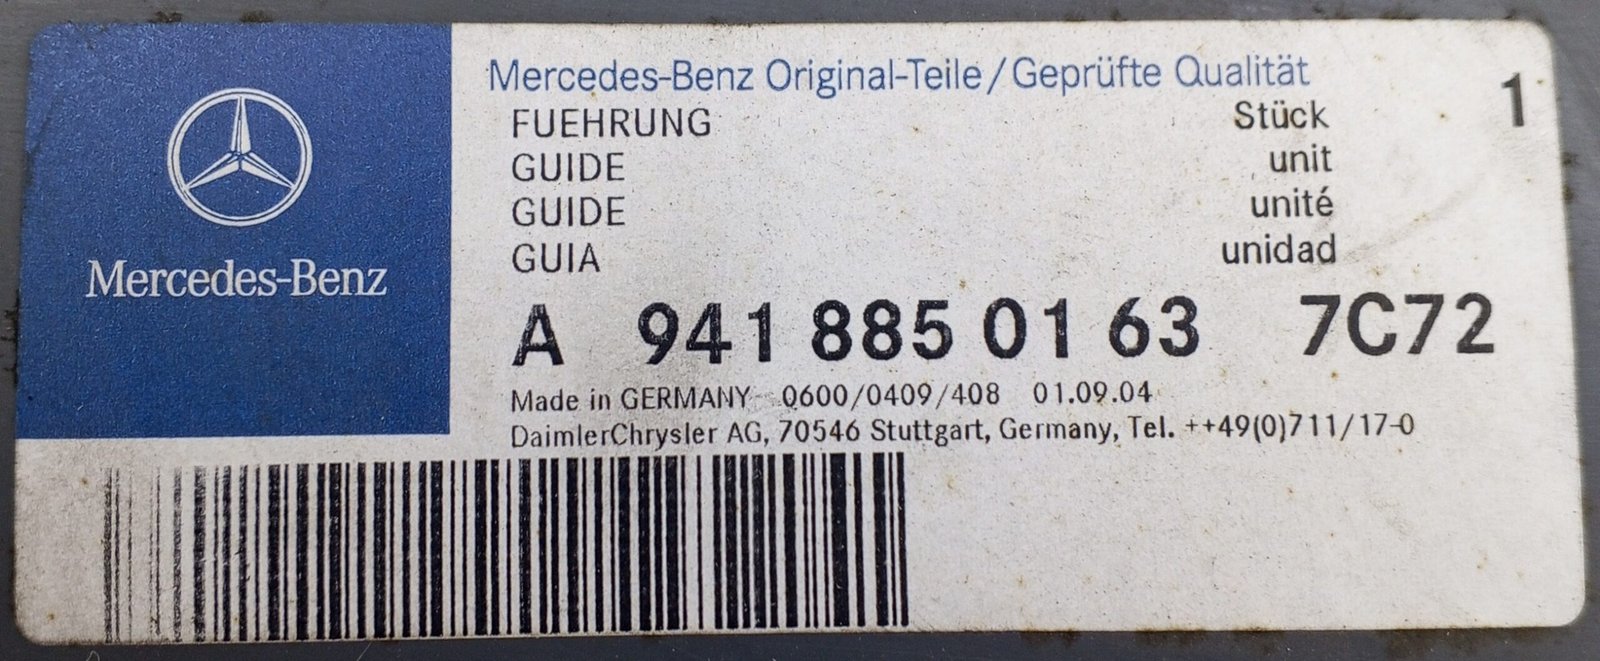 Mercedes-Benz
Mercedes-Benz Original-Teile/Geprüfte Qualität
FUEHRUNG Stück 1
GUIDE unit
GUIDE unité
GUIA unidad
A 941 885 01 63 7C72
Made in GERMANY 0600/0409/408 01.09.04
DaimlerChrysler AG, 70546 Stuttgart, Germany, Tel. ++49(0)711/17-0